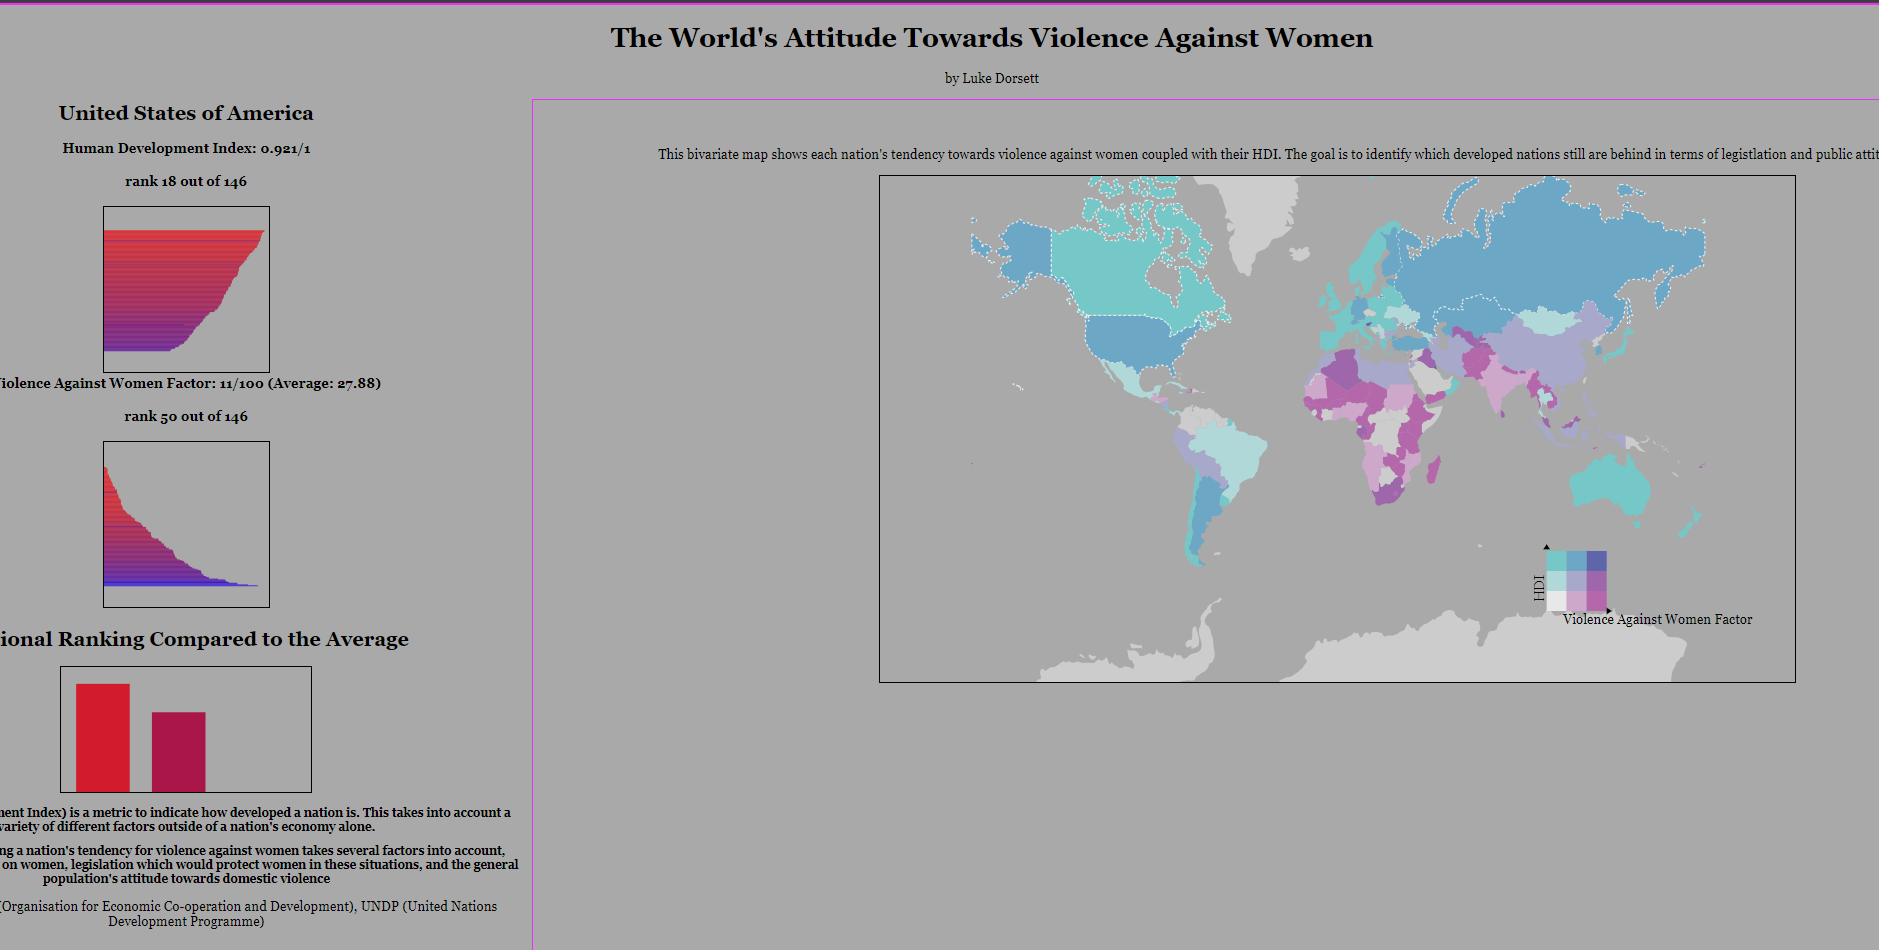 The World's Attitude Towards Violence Against Women
by Luke Dorsett
United States of America
Human Development Index: 0.921/1
rank 18 out of 146
iolence Against Women Factor: 11/100 (Average: 27.88)
rank 50 out of 146
ional Ranking Compared to the Average
ment Index) is a metric to indicate how developed a nation is. This takes into account a
variety of different factors outside of a nation's economy alone.
ng a nation's tendency for violence against women takes several factors into account,
on women, legislation which would protect women in these situations, and the general
population's attitude towards domestic violence
(Organisation for Economic Co-operation and Development), UNDP (United Nations
Development Programme)
This bivariate map shows each nation's tendency towards violence against women coupled with their HDI. The goal is to identify which developed nations still are behind in terms of legistlation and public attit
HDI
Violence Against Women Factor